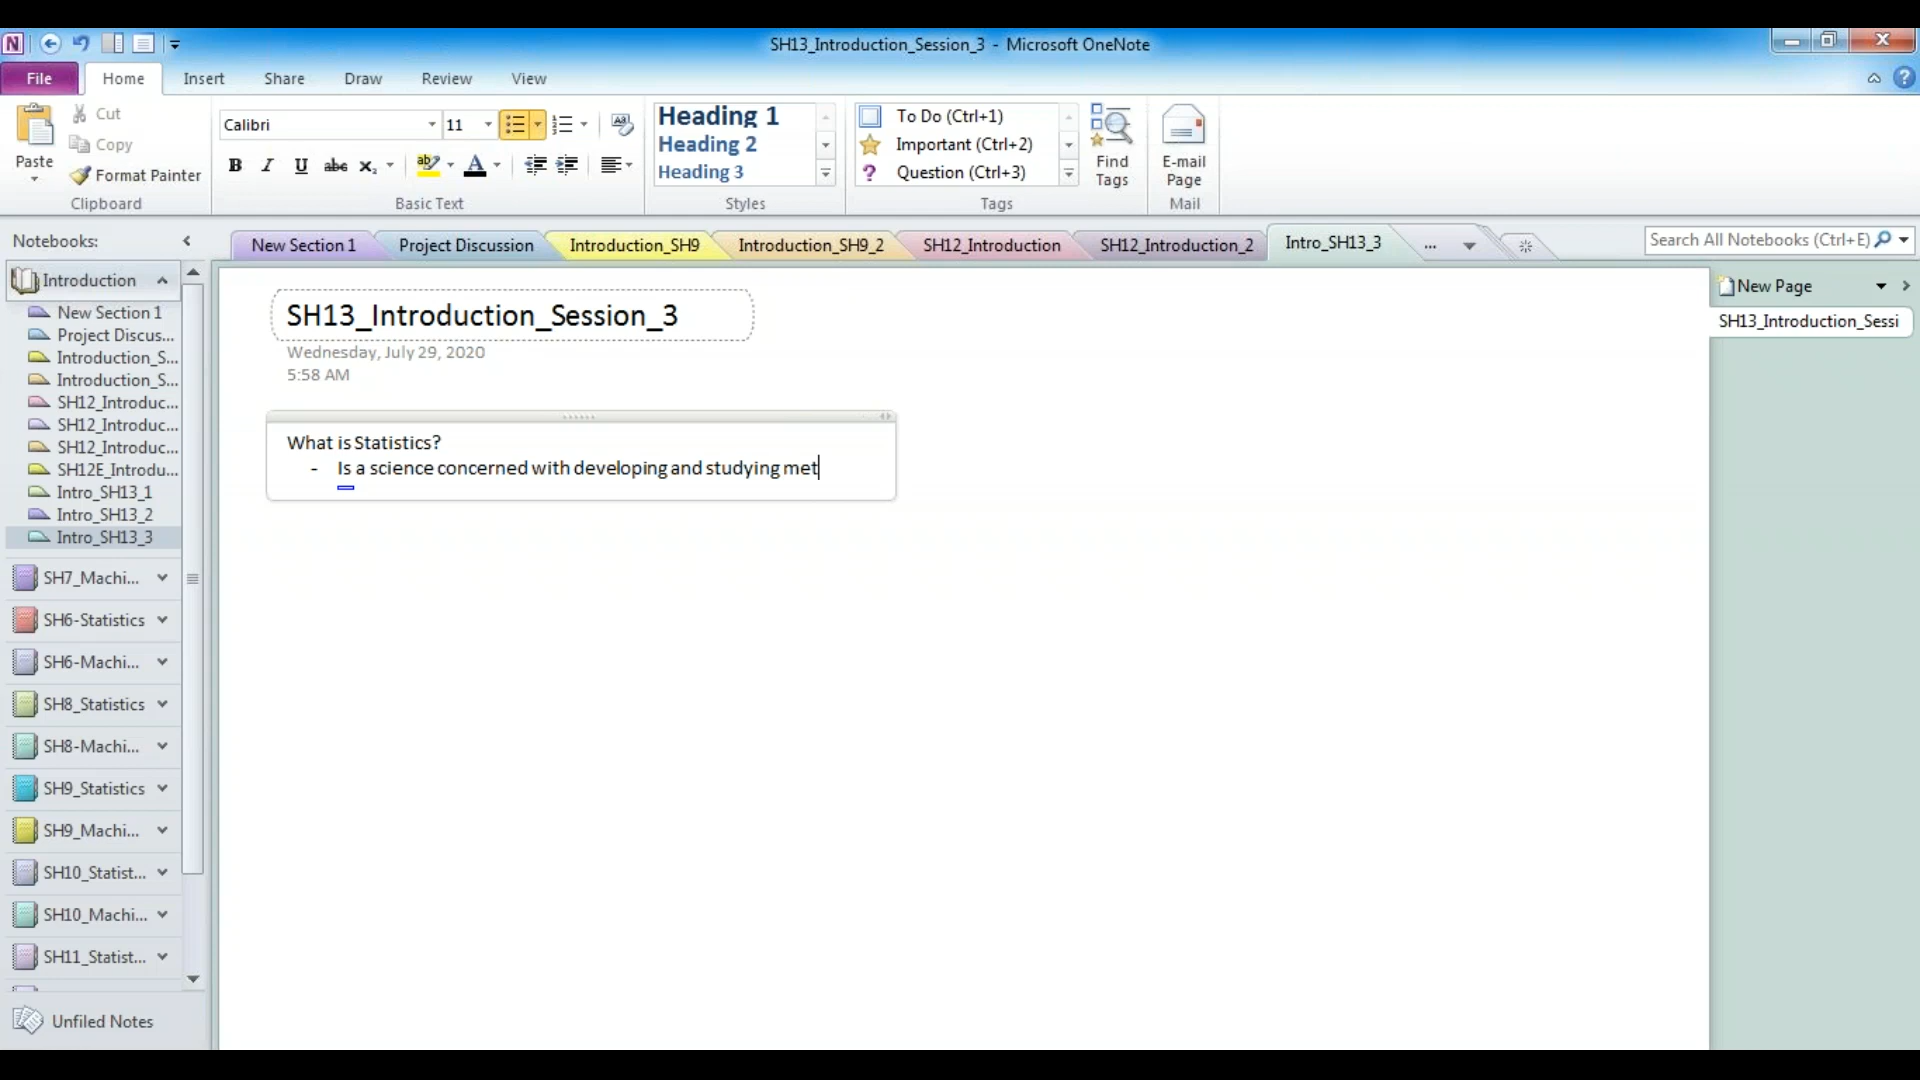 SH13_Introduction_Session_3 - Microsoft OneNote
File Home Insert Share Draw Review View
Paste
Cut
Copy
Format Painter
Clipboard
Calibri 11
B I U abc x₂ ab A
Basic Text
Heading 1
Heading 2
Heading 3
Styles
To Do (Ctrl+1)
Important (Ctrl+2)
Question (Ctrl+3)
Tags
Find
Tags
E-mail
Page
Mail
Notebooks:
New Section 1 Project Discussion Introduction_SH9 Introduction_SH9_2 SH12_Introduction SH12_Introduction_2 Intro_SH13_3 ...
Search All Notebooks (Ctrl+E)
Introduction
New Section 1
Project Discus...
Introduction_S...
Introduction_S...
SH12_Introduc...
SH12_Introduc...
SH12_Introduc...
SH12E_Introdu...
Intro_SH13_1
Intro_SH13_2
Intro_SH13_3
SH7_Machi...
SH6-Statistics
SH6-Machi...
SH8_Statistics
SH8-Machi...
SH9_Statistics
SH9_Machi...
SH10_Statist...
SH10_Machi...
SH11_Statist...
Unfiled Notes
SH13_Introduction_Session_3
Wednesday, July 29, 2020
5:58 AM
What is Statistics?
- Is a science concerned with developing and studying met
New Page
SH13_Introduction_Sessi